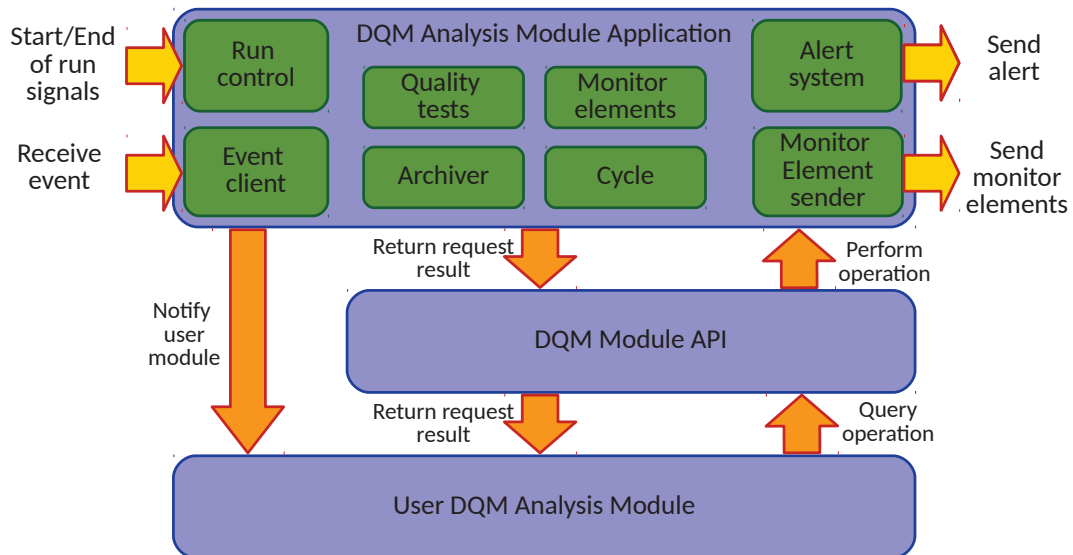 Start/End
of run
signals
Receive
event
DQM Analysis Module Application
Run
control
Quality
tests
Monitor
elements
Alert
system
Event
client
Archiver
Cycle
Monitor
Element
sender
Send
alert
Send
monitor
elements
Notify
user
module
Return request
result
Perform
operation
DQM Module API
Return request
result
Query
operation
User DQM Analysis Module